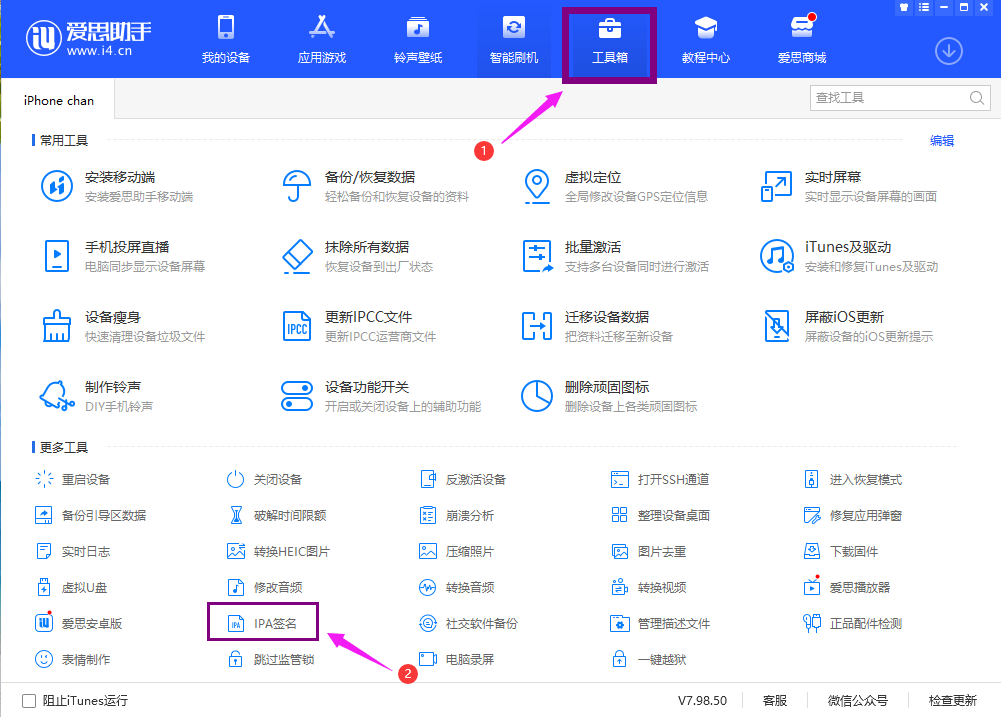 爱思助手
www.i4.cn
我的设备
应用游戏
铃声壁纸
智能刷机
工具箱
教程中心
爱思商城
iPhone chan
查找工具
1
常用工具
编辑
安装移动端
安装爱思助手移动端
备份/恢复数据
轻松备份和恢复设备的资料
虚拟定位
全局修改设备GPS定位信息
实时屏幕
实时显示设备屏幕的画面
手机投屏直播
电脑同步显示设备屏幕
抹除所有数据
恢复设备到出厂状态
批量激活
支持多台设备同时进行激活
iTunes及驱动
安装和修复iTunes及驱动
设备瘦身
快速清理设备垃圾文件
IPCC
更新IPCC文件
更新IPCC运营商文件
迁移设备数据
把资料迁移至新设备
屏蔽iOS更新
屏蔽设备的iOS更新提示
制作铃声
DIY手机铃声
设备功能开关
开启或关闭设备上的辅助功能
删除顽固图标
删除设备上各类顽固图标
更多工具
重启设备
关闭设备
反激活设备
打开SSH通道
进入恢复模式
备份引导区数据
破解时间限额
崩溃分析
整理设备桌面
修复应用弹窗
实时日志
转换HEIC图片
压缩照片
图片去重
下载固件
虚拟U盘
修改音频
转换音频
转换视频
爱思播放器
爱思安卓版
IPA
IPA签名
社交软件备份
管理描述文件
正品配件检测
表情制作
跳过监管锁
2
电脑录屏
一键越狱
阻止iTunes运行
V7.98.50
客服
微信公众号
检查更新